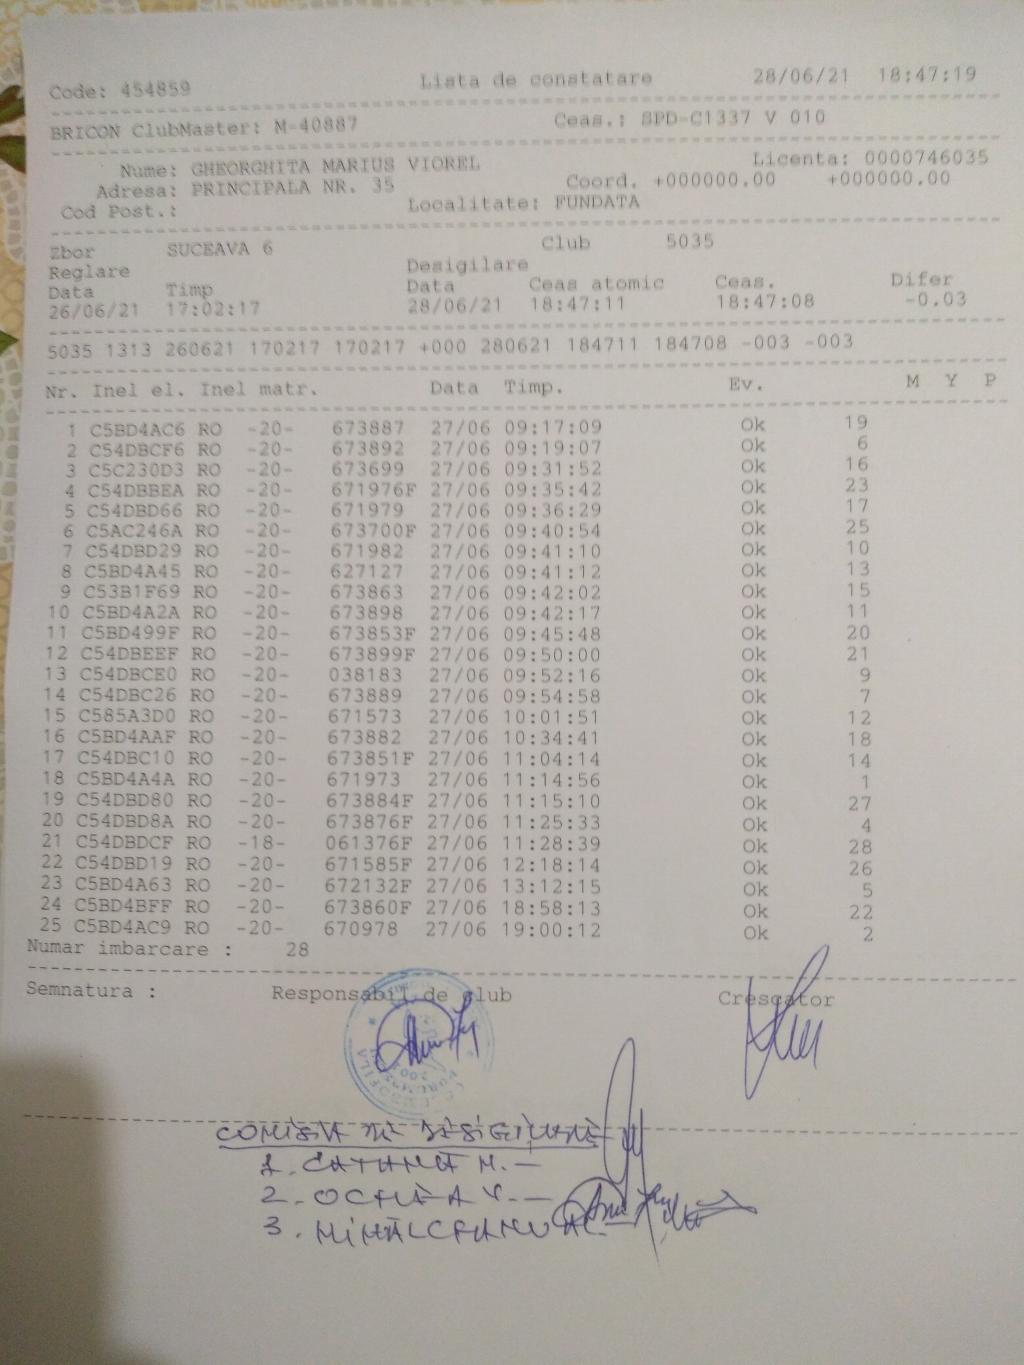 Code: 454859 Lista de constatare 28/06/21 18:47:19
BRICON ClubMaster: M-40887 Ceas.: SPD-C1337 V 010
Nume: GHEORGHITA MARIUS VIOREL Licenta: 0000746035
Adresa: PRINCIPALA NR. 35 Coord. +000000.00 +000000.00
Cod Post.: Localitate: FUNDATA
Zbor SUCEAVA 6 Club 5035
Reglare Desigilare
Data Timp Data Ceas atomic Ceas. Difer
26/06/21 17:02:17 28/06/21 18:47:11 18:47:08 -0.03
5035 1313 260621 170217 170217 +000 280621 184711 184708 -003 -003
Nr. Inel el. Inel matr. Data Timp. Ev. M Y P
1 C5BD4AC6 RO -20- 673887 27/06 09:17:09 Ok 19
2 C54DBCF6 RO -20- 673892 27/06 09:19:07 Ok 6
3 C5C230D3 RO -20- 673699 27/06 09:31:52 Ok 16
4 C54DBBEA RO -20- 671976F 27/06 09:35:42 Ok 23
5 C54DBD66 RO -20- 671979 27/06 09:36:29 Ok 17
6 C5AC246A RO -20- 673700F 27/06 09:40:54 Ok 25
7 C54DBD29 RO -20- 671982 27/06 09:41:10 Ok 10
8 C5BD4A45 RO -20- 627127 27/06 09:41:12 Ok 13
9 C53B1F69 RO -20- 673863 27/06 09:42:02 Ok 15
10 C5BD4A2A RO -20- 673898 27/06 09:42:17 Ok 11
11 C5BD499F RO -20- 673853F 27/06 09:45:48 Ok 20
12 C54DBEEF RO -20- 673899F 27/06 09:50:00 Ok 21
13 C54DBCE0 RO -20- 038183 27/06 09:52:16 Ok 9
14 C54DBC26 RO -20- 673889 27/06 09:54:58 Ok 7
15 C585A3D0 RO -20- 671573 27/06 10:01:51 Ok 12
16 C5BD4AAF RO -20- 673882 27/06 10:34:41 Ok 18
17 C54DBC10 RO -20- 673851F 27/06 11:04:14 Ok 14
18 C5BD4A4A RO -20- 671973 27/06 11:14:56 Ok 1
19 C54DBD80 RO -20- 673884F 27/06 11:15:10 Ok 27
20 C54DBD8A RO -20- 673876F 27/06 11:25:33 Ok 4
21 C54DBDCF RO -18- 061376F 27/06 11:28:39 Ok 28
22 C54DBD19 RO -20- 671585F 27/06 12:18:14 Ok 26
23 C5BD4A63 RO -20- 672132F 27/06 13:12:15 Ok 5
24 C5BD4BFF RO -20- 673860F 27/06 18:58:13 Ok 22
25 C5BD4AC9 RO -20- 670978 27/06 19:00:12 Ok 2
Numar imbarcare : 28
Semnatura : Responsabil de club Crescator
COMISIA DE DESIGILARE
1. CATANĂ M. —
2. OCNEA V. —
3.